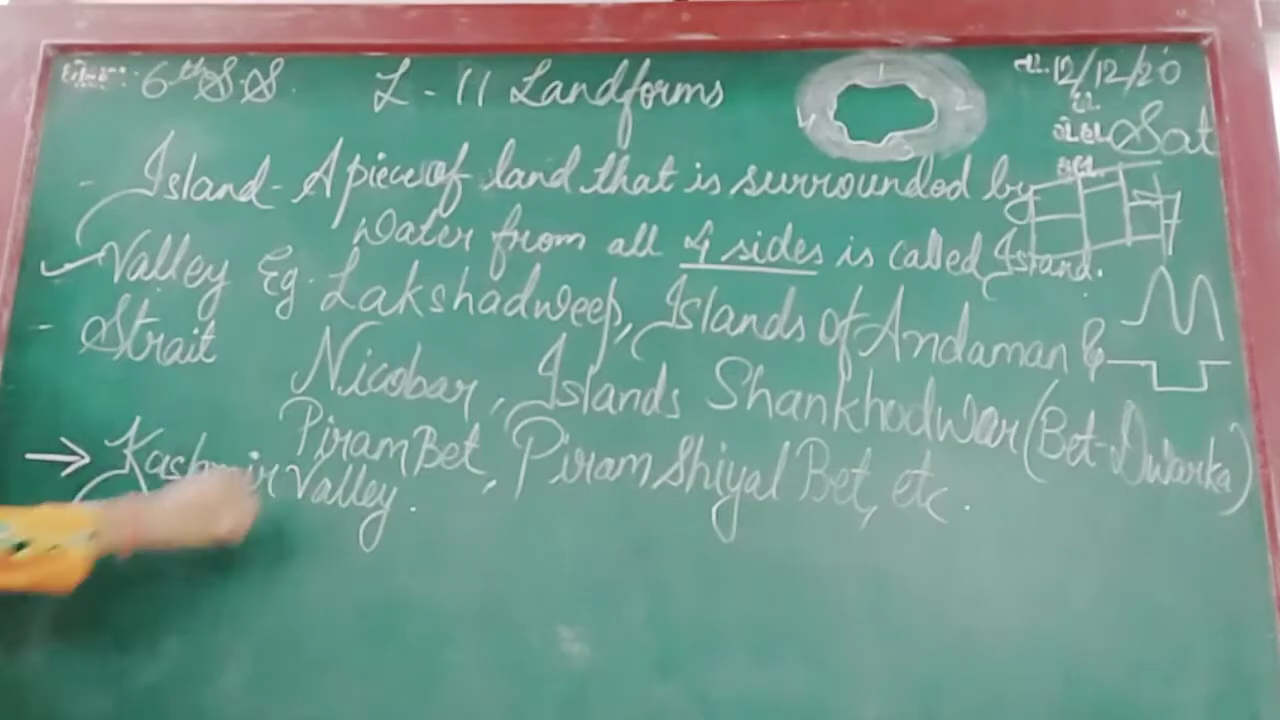 6th S.S. L - 11 Landforms 12/12/20
Sat
- Island - A piece of land that is surrounded by
water from all 4 sides is called Island.
Valley Eg. Lakshadweep, Islands of Andaman &
- Strait Nicobar, Islands Shankhodwar (Bet-Dwarka)
Piram Bet, Piram Shiyal Bet, etc.
→ Kashmir Valley.